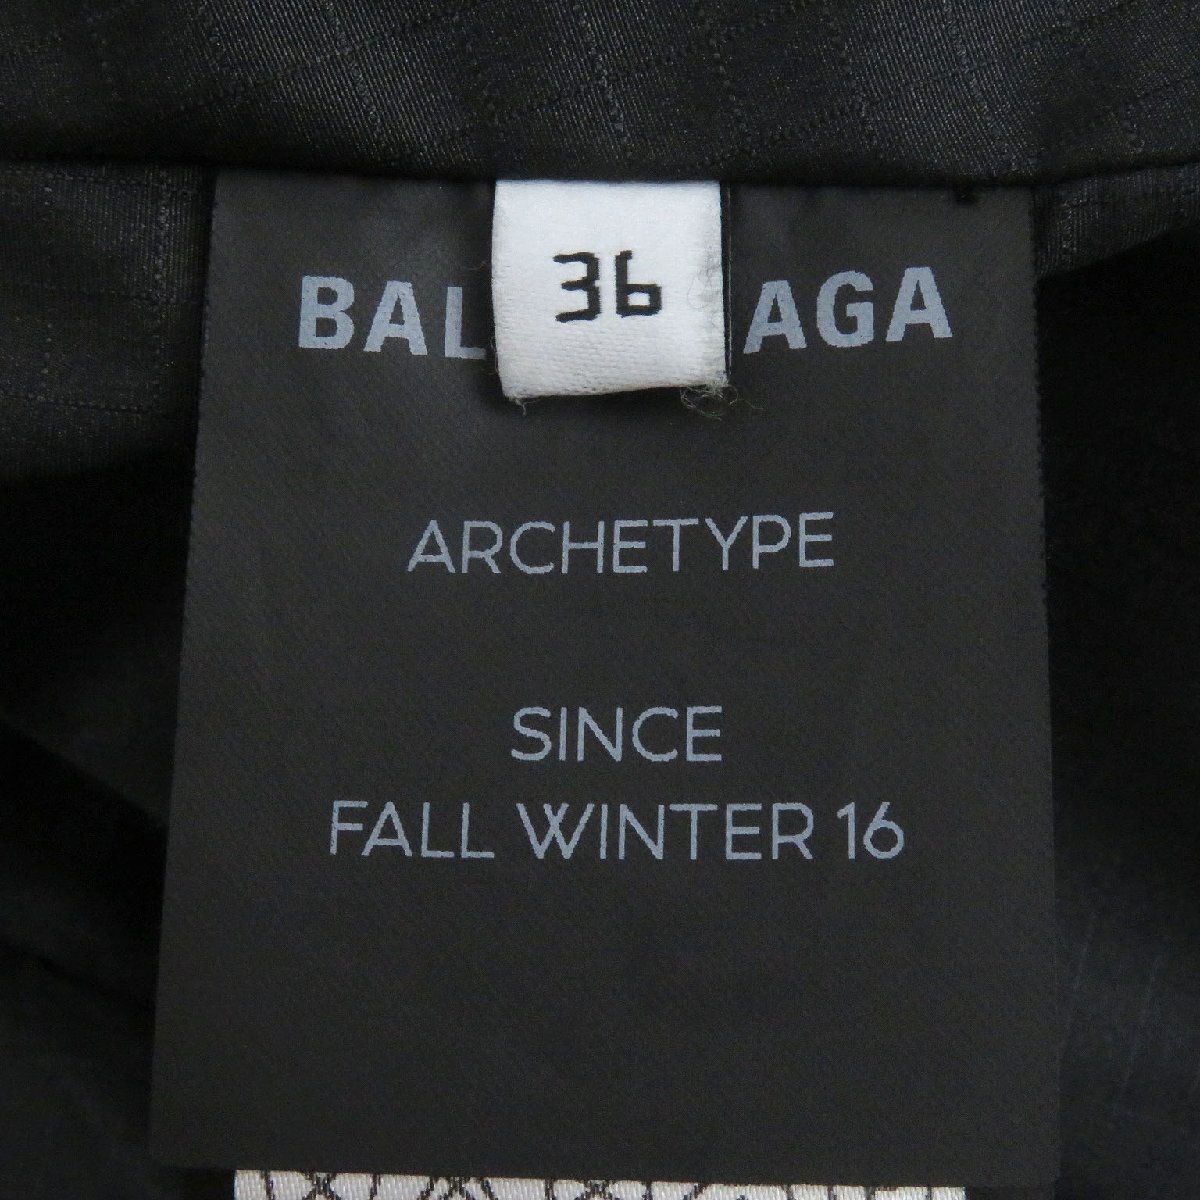 36
BAL AGA
ARCHETYPE
SINCE
FALL WINTER 16